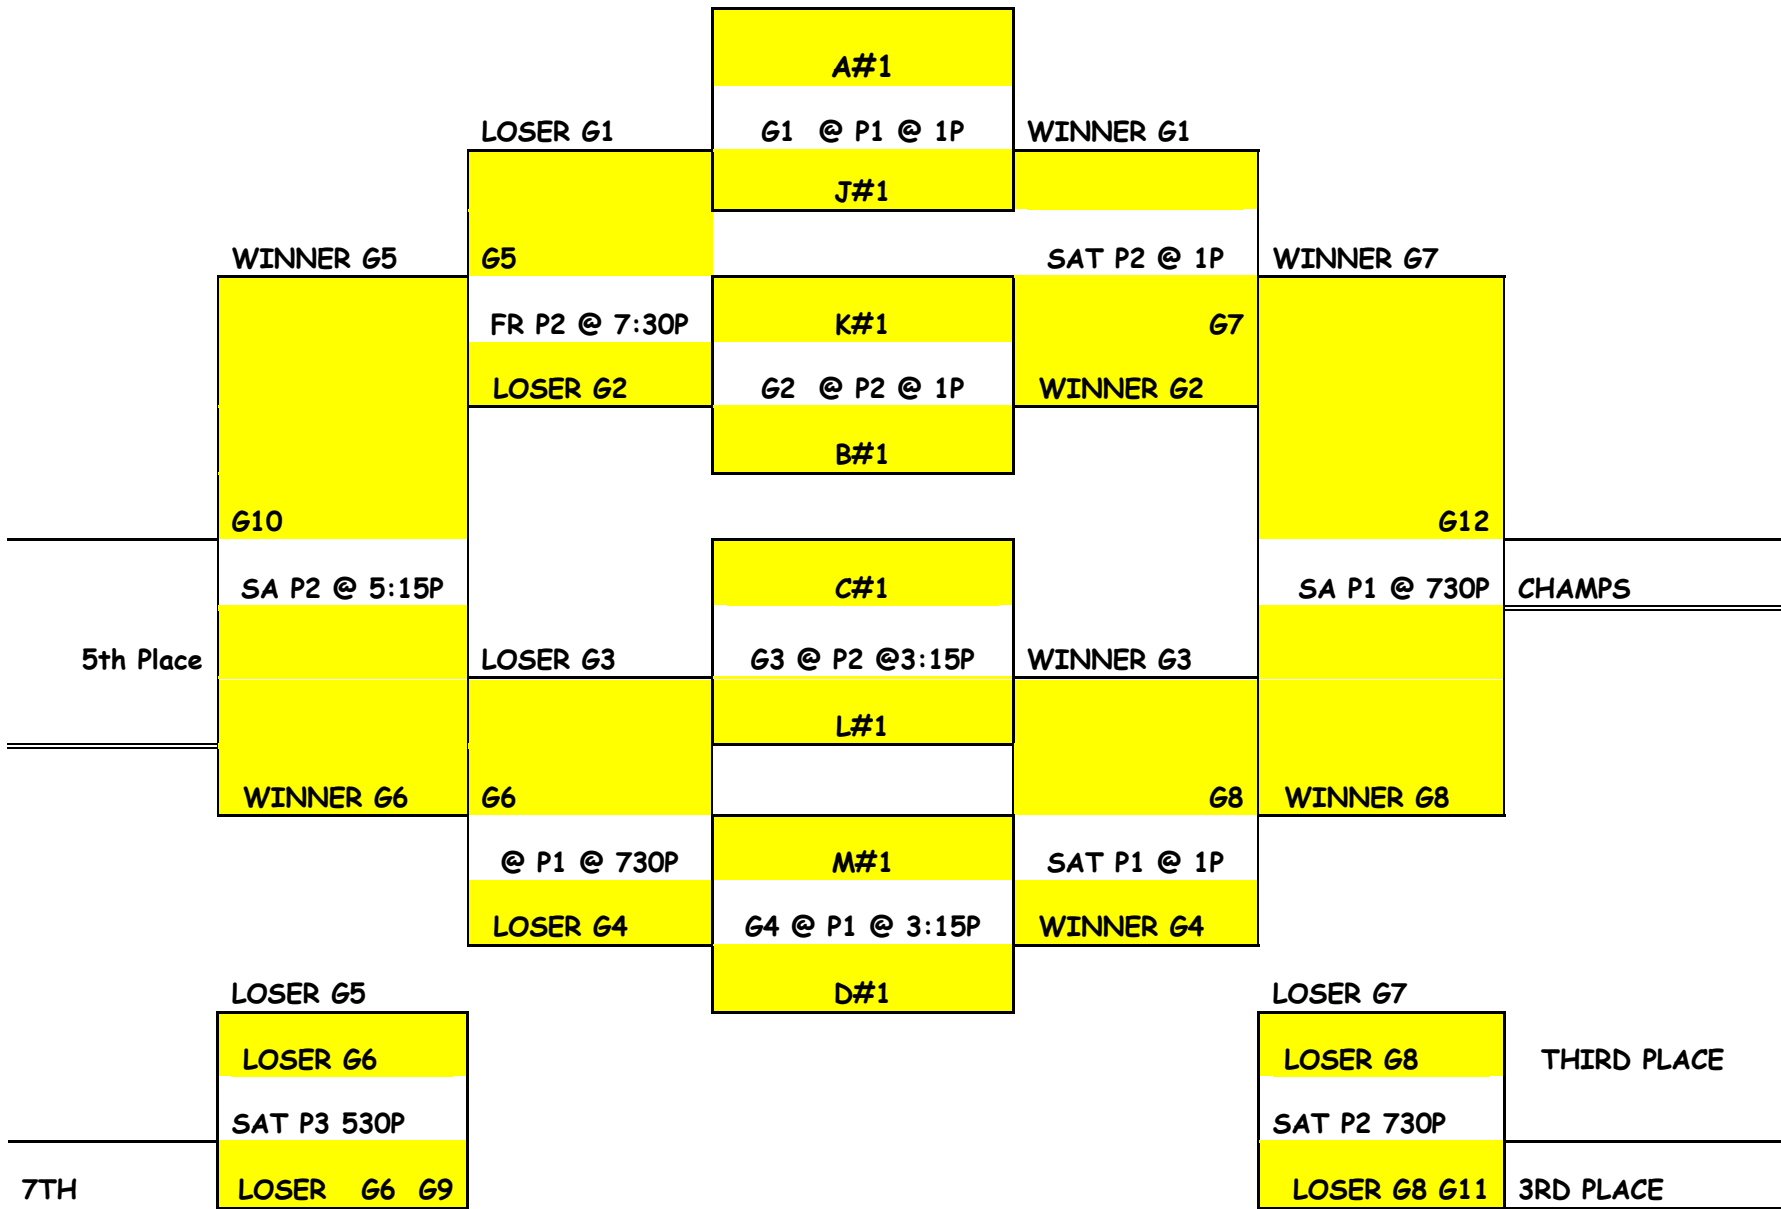 A#1
LOSER G1 G1 @ P1 @ 1P WINNER G1
J#1
WINNER G5 G5 SAT P2 @ 1P WINNER G7
FR P2 @ 7:30P K#1 G7
LOSER G2 G2 @ P2 @ 1P WINNER G2
B#1
G10 G12
SA P2 @ 5:15P C#1 SA P1 @ 730P CHAMPS
5th Place LOSER G3 G3 @ P2 @3:15P WINNER G3
L#1
WINNER G6 G6 G8 WINNER G8
@ P1 @ 730P M#1 SAT P1 @ 1P
LOSER G4 G4 @ P1 @ 3:15P WINNER G4
LOSER G5 D#1 LOSER G7
LOSER G6 LOSER G8 THIRD PLACE
SAT P3 530P SAT P2 730P
7TH LOSER G6 G9 LOSER G8 G11 3RD PLACE